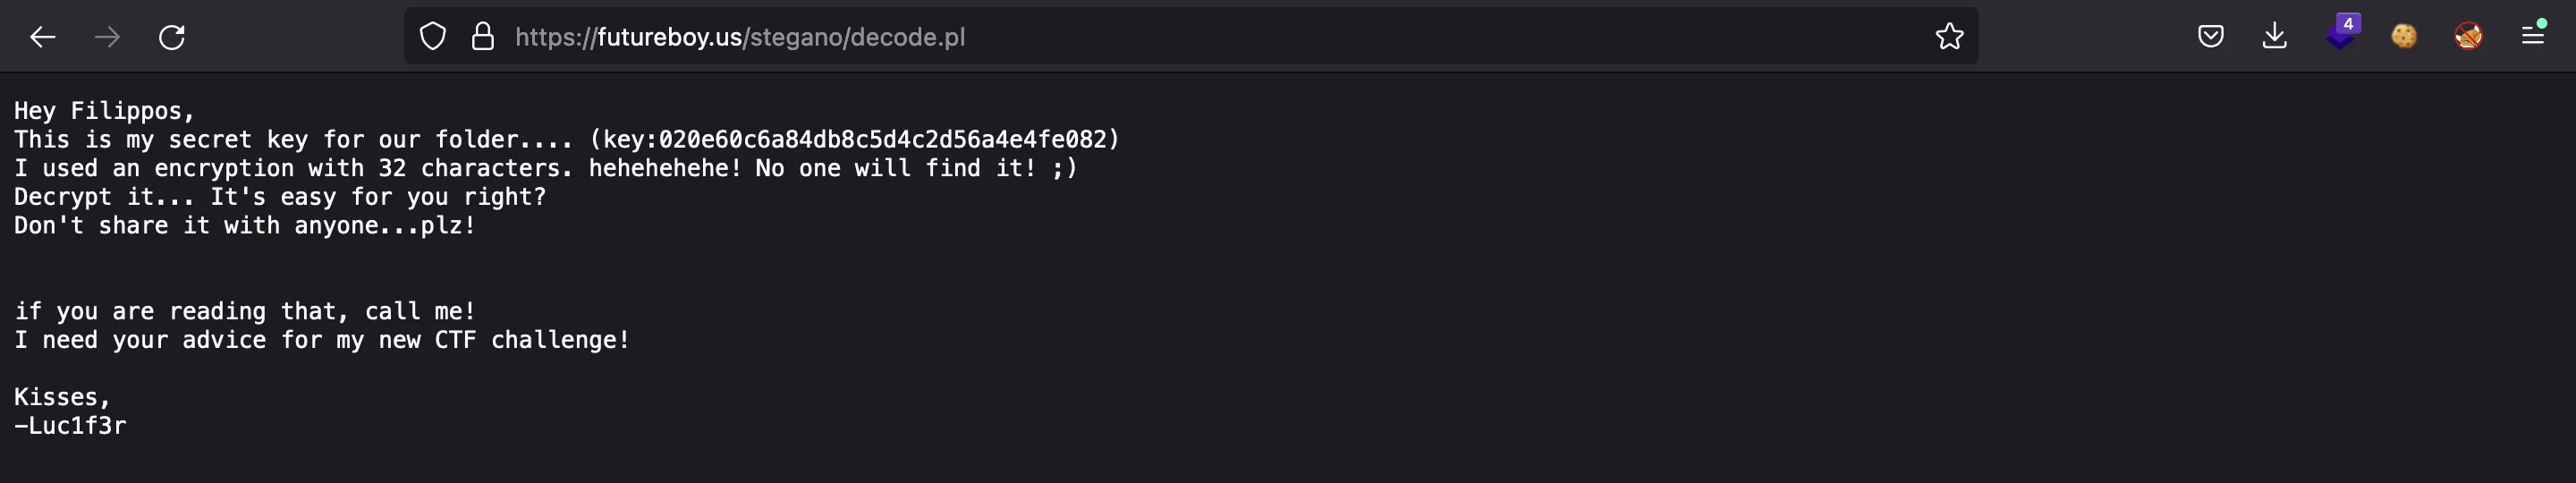 https://futureboy.us/stegano/decode.pl
4
Hey Filippos,
This is my secret key for our folder.... (key:020e60c6a84db8c5d4c2d56a4e4fe082)
I used an encryption with 32 characters. hehehehehe! No one will find it! ;)
Decrypt it... It's easy for you right?
Don't share it with anyone...plz!
if you are reading that, call me!
I need your advice for my new CTF challenge!
Kisses,
-Luc1f3r